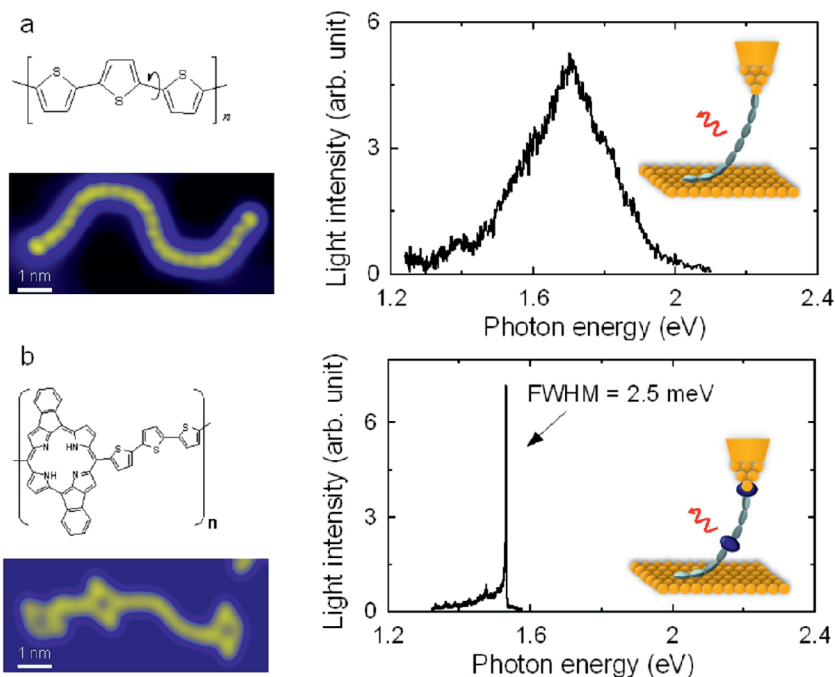 a
S
S
S
n
1 nm
Light intensity (arb. unit)
6
3
0
1.2
1.6
2
2.4
Photon energy (eV)
b
N
HN
NH
N
S
S
S
n
1 nm
Light intensity (arb. unit)
6
4
2
0
FWHM = 2.5 meV
1.2
1.6
2
2.4
Photon energy (eV)